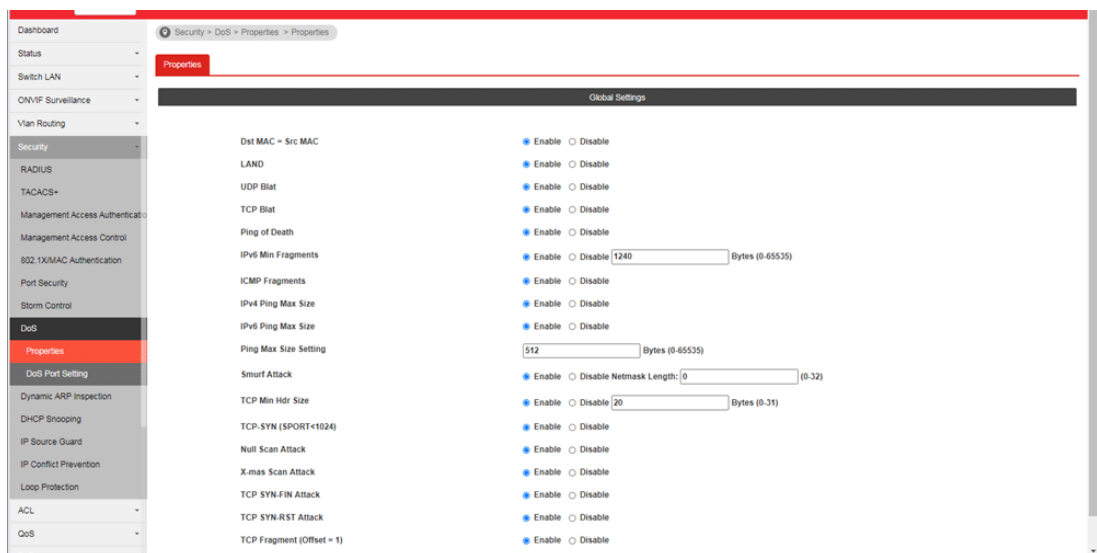 Dashboard
Security > DoS > Properties > Properties
Status
Properties
Switch LAN
ONVIF Surveillance
Global Settings
Vlan Routing
Security
Dst MAC = Src MAC Enable Disable
RADIUS
LAND Enable Disable
TACACS+
UDP Blat Enable Disable
Management Access Authenticatio
TCP Blat Enable Disable
Management Access Control
Ping of Death Enable Disable
802.1X/MAC Authentication
IPv6 Min Fragments Enable Disable 1240 Bytes (0-65535)
Port Security
ICMP Fragments Enable Disable
Storm Control
IPv4 Ping Max Size Enable Disable
DoS
IPv6 Ping Max Size Enable Disable
Properties
Ping Max Size Setting 512 Bytes (0-65535)
DoS Port Setting
Smurf Attack Enable Disable Netmask Length: 0 (0-32)
Dynamic ARP Inspection
TCP Min Hdr Size Enable Disable 20 Bytes (0-31)
DHCP Snooping
TCP-SYN (SPORT<1024) Enable Disable
IP Source Guard
Null Scan Attack Enable Disable
IP Conflict Prevention
X-mas Scan Attack Enable Disable
Loop Protection
TCP SYN-FIN Attack Enable Disable
ACL
TCP SYN-RST Attack Enable Disable
QoS
TCP Fragment (Offset = 1) Enable Disable